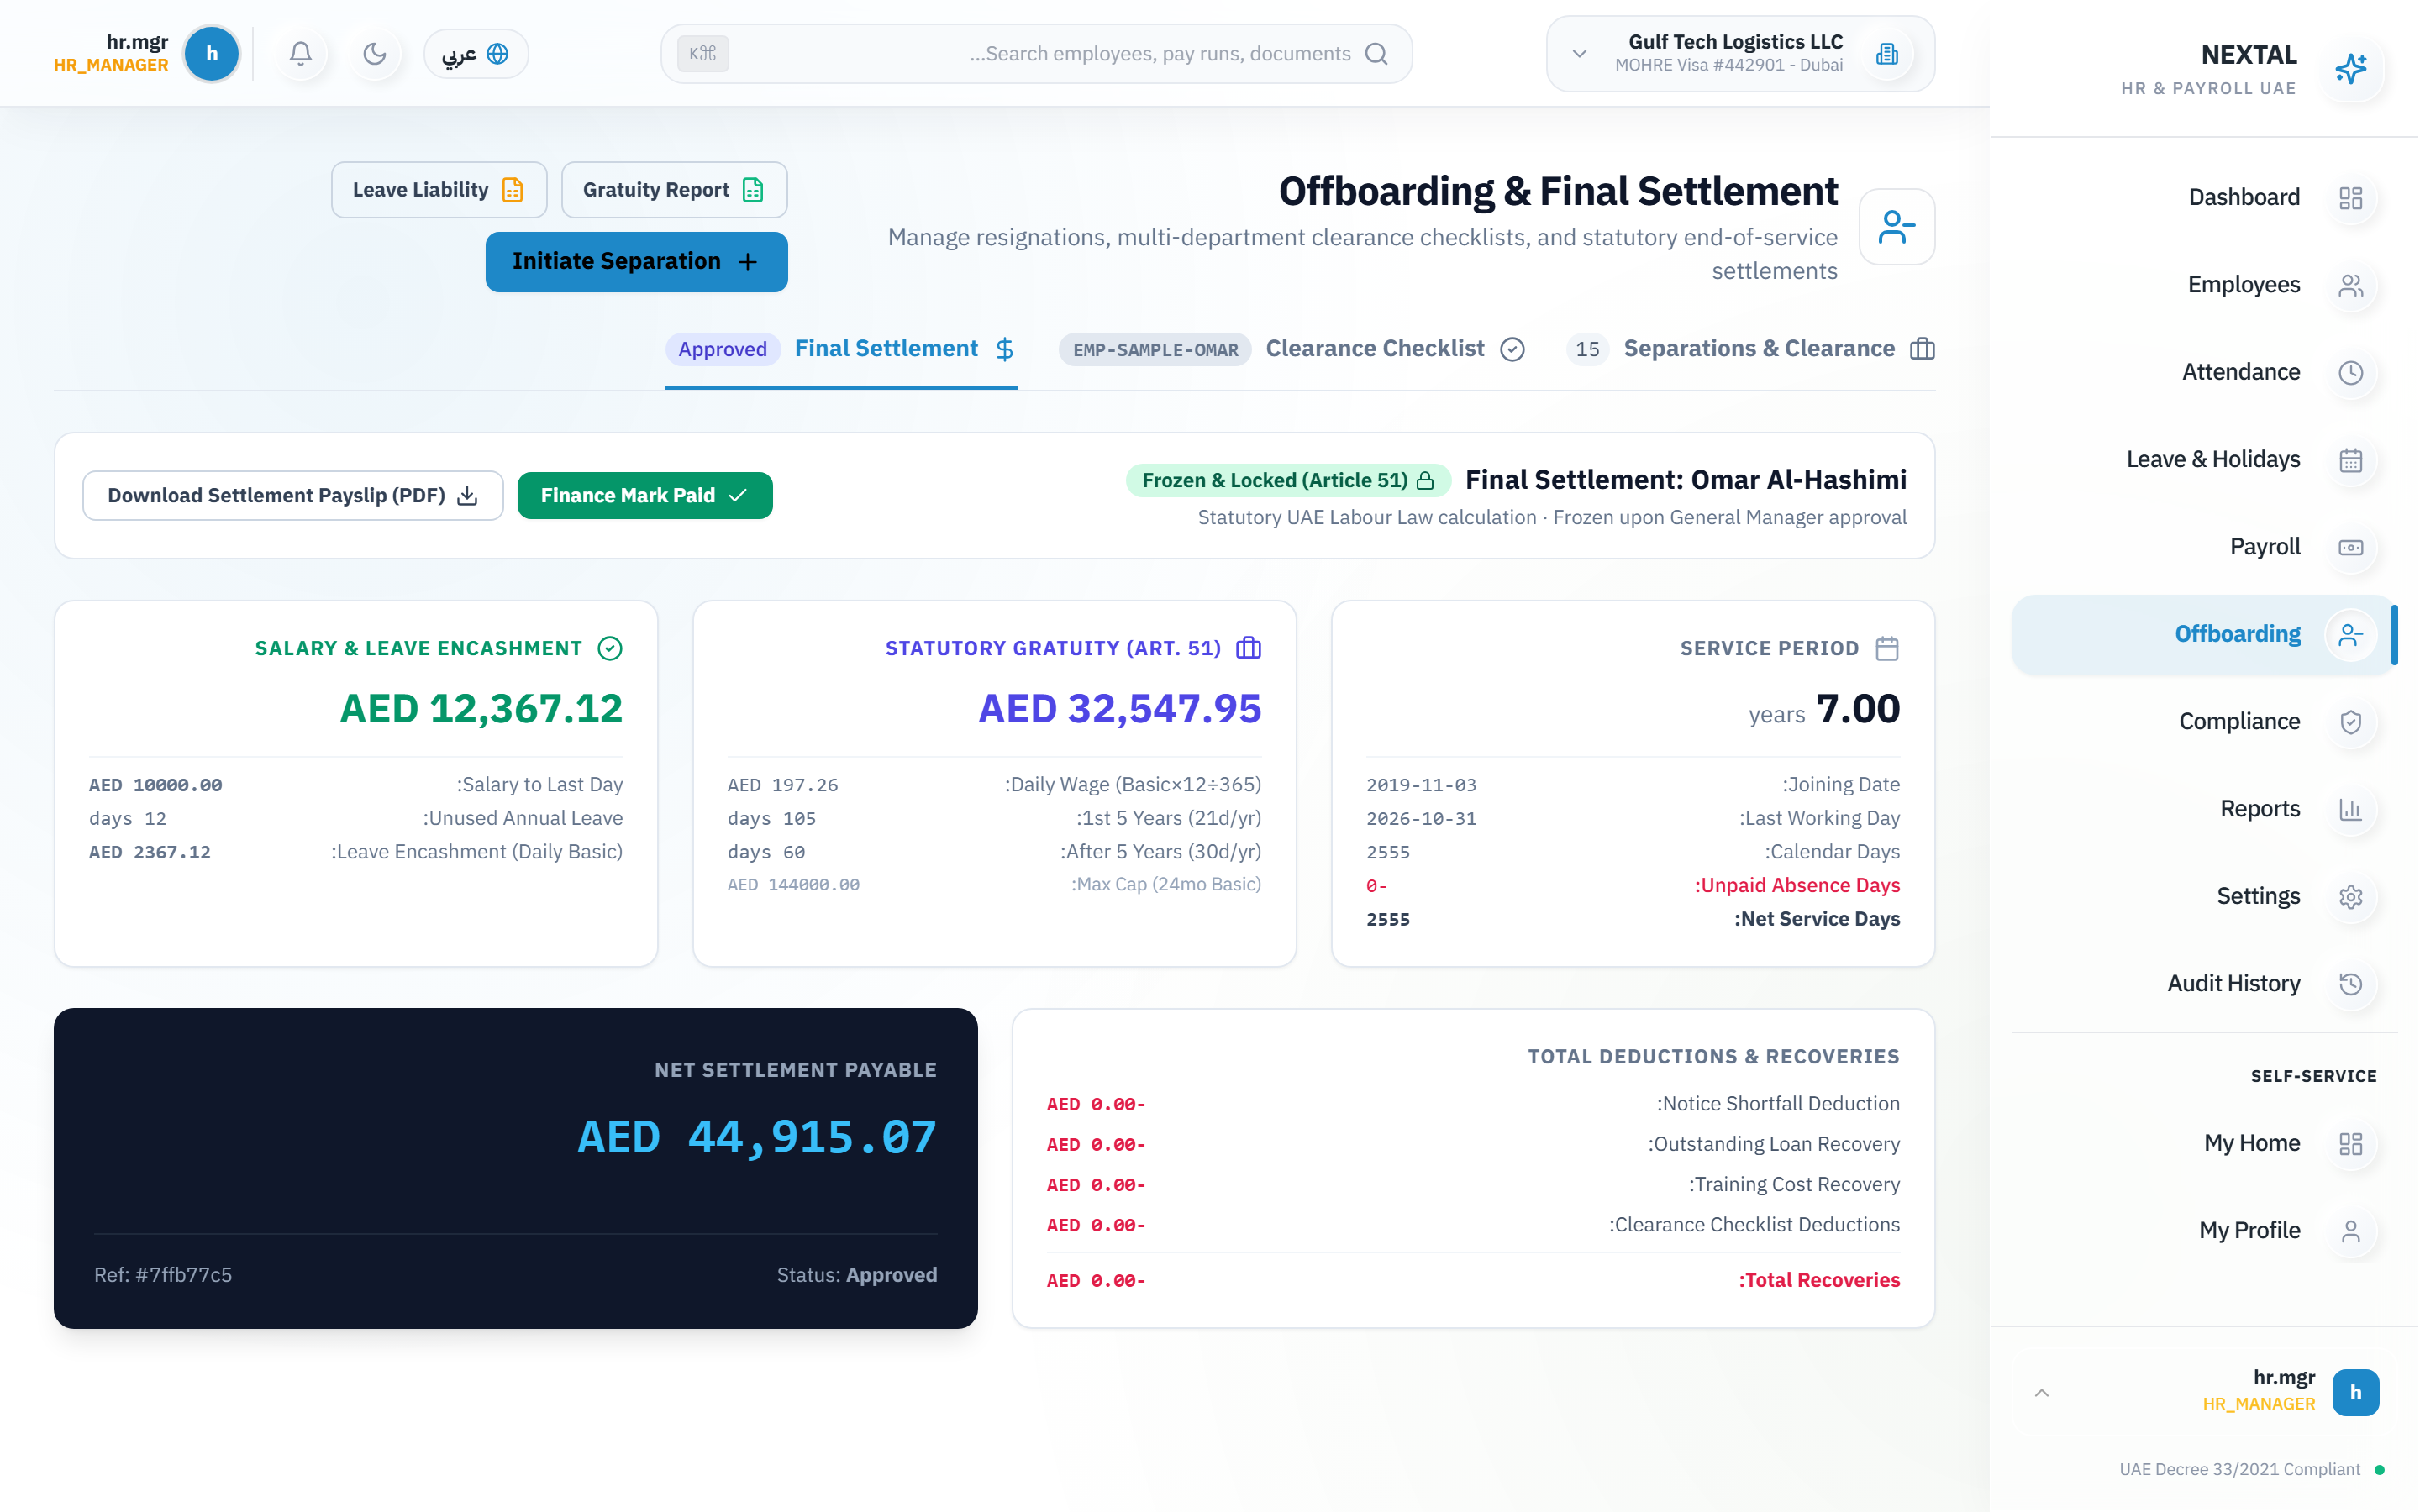 NEXTAL
HR & PAYROLL UAE
Dashboard
Employees
Attendance
Leave & Holidays
Payroll
Offboarding
Compliance
Reports
Settings
Audit History
SELF-SERVICE
My Home
My Profile
hr.mgr
h
HR_MANAGER
UAE Decree 33/2021 Compliant
Gulf Tech Logistics LLC
MOHRE Visa #442901 - Dubai
...Search employees, pay runs, documents
K⌘
عربي
h
hr.mgr
HR_MANAGER
Offboarding & Final Settlement
Manage resignations, multi-department clearance checklists, and statutory end-of-service
settlements
Gratuity Report
Leave Liability
Initiate Separation
Separations & Clearance 15
Clearance Checklist EMP-SAMPLE-OMAR
Final Settlement Approved
Final Settlement: Omar Al-Hashimi
Frozen & Locked (Article 51)
Statutory UAE Labour Law calculation · Frozen upon General Manager approval
Finance Mark Paid
Download Settlement Payslip (PDF)
SERVICE PERIOD
7.00 years
:Joining Date 2019-11-03
:Last Working Day 2026-10-31
:Calendar Days 2555
:Unpaid Absence Days 0-
:Net Service Days 2555
STATUTORY GRATUITY (ART. 51)
AED 32,547.95
:Daily Wage (Basic×12÷365) AED 197.26
:1st 5 Years (21d/yr) days 105
:After 5 Years (30d/yr) days 60
:Max Cap (24mo Basic) AED 144000.00
SALARY & LEAVE ENCASHMENT
AED 12,367.12
:Salary to Last Day AED 10000.00
:Unused Annual Leave days 12
:Leave Encashment (Daily Basic) AED 2367.12
TOTAL DEDUCTIONS & RECOVERIES
:Notice Shortfall Deduction AED 0.00-
:Outstanding Loan Recovery AED 0.00-
:Training Cost Recovery AED 0.00-
:Clearance Checklist Deductions AED 0.00-
:Total Recoveries AED 0.00-
NET SETTLEMENT PAYABLE
AED 44,915.07
Status: Approved
Ref: #7ffb77c5